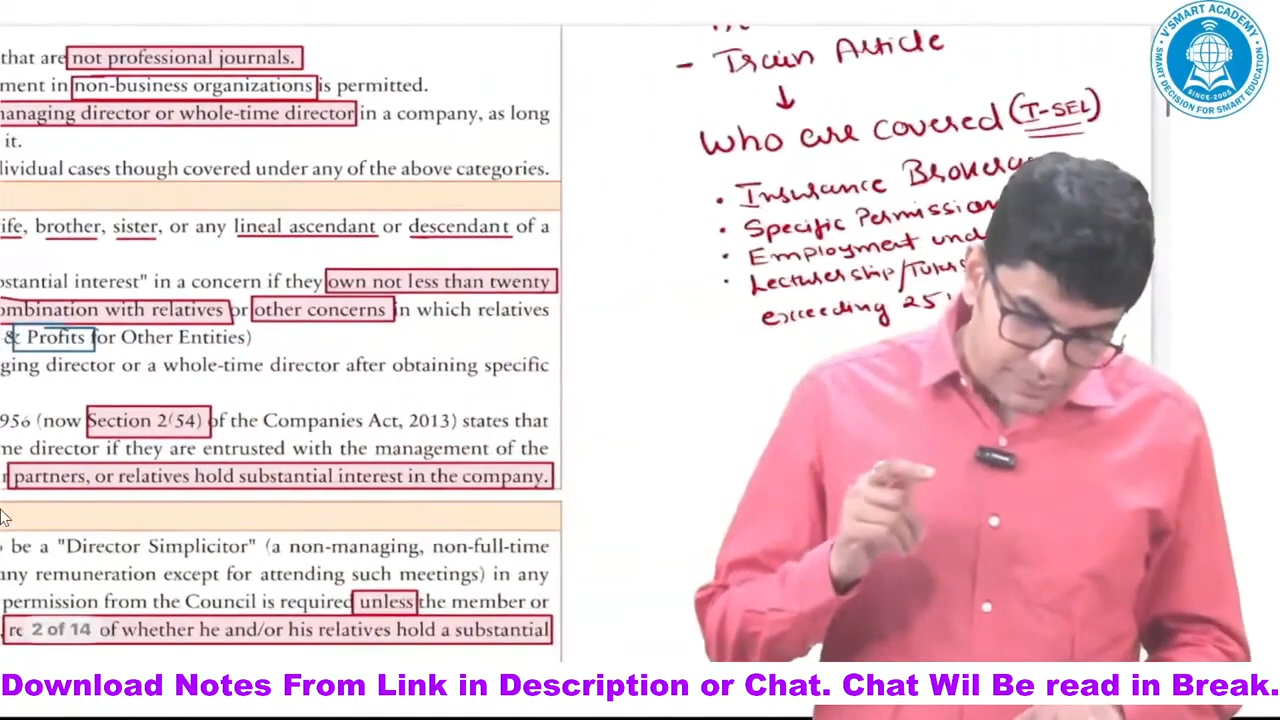 that are not professional journals.
ment in non-business organizations is permitted.
anaging director or whole-time director in a company, as long
it.
dividual cases though covered under any of the above categories.
ife, brother, sister, or any lineal ascendant or descendant of a
ostantial interest" in a concern if they own not less than twenty
ombination with relatives or other concerns in which relatives
& Profits for Other Entities)
ging director or a whole-time director after obtaining specific
956 (now Section 2(54) of the Companies Act, 2013) states that
me director if they are entrusted with the management of the
r partners, or relatives hold substantial interest in the company.
be a "Director Simplicitor" (a non-managing, non-full-time
any remuneration except for attending such meetings) in any
permission from the Council is required unless the member or
re 2 of 14 of whether he and/or his relatives hold a substantial
- Train Article
Who are covered (I-SEL)
• Insurance
• Specific Permission
• Employment und
• Lectureship/
exceeding 25
V'SMART ACADEMY
SMART DECISION FOR SMART EDUCATION
SINCE-2005
Download Notes From Link in Description or Chat. Chat Wil Be read in Break.